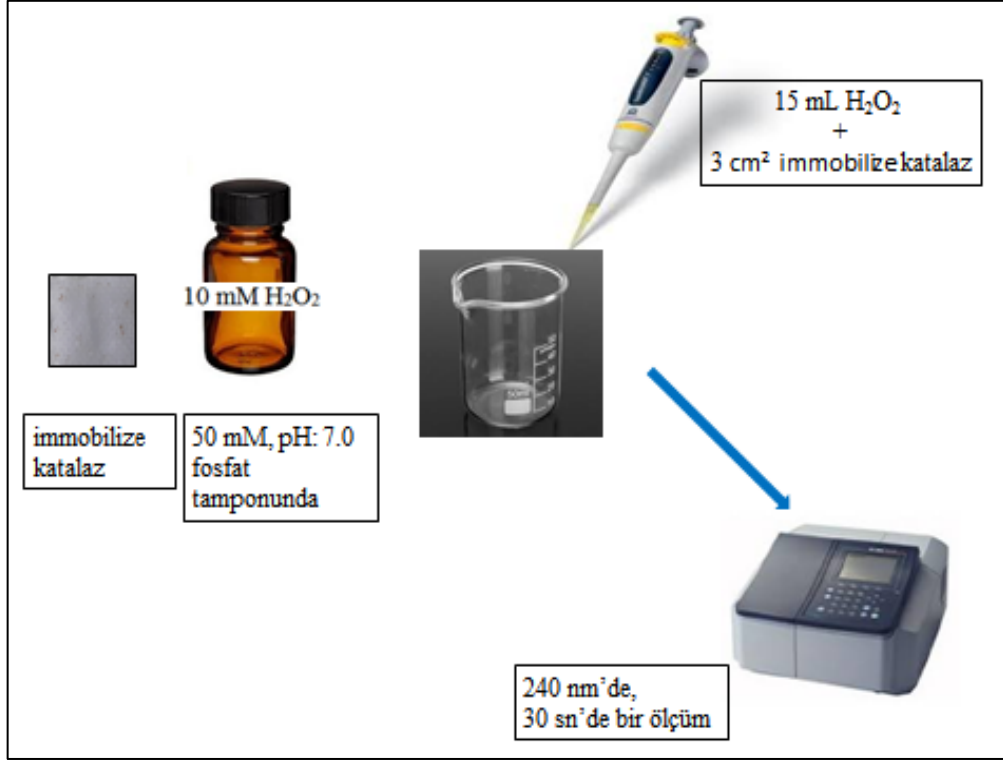 15 mL H₂O₂
+
3 cm² immobilize katalaz
10 mM H₂O₂
immobilize
katalaz
50 mM, pH: 7.0
fosfat
tamponunda
50ml
240 nm’de,
30 sn’de bir ölçüm